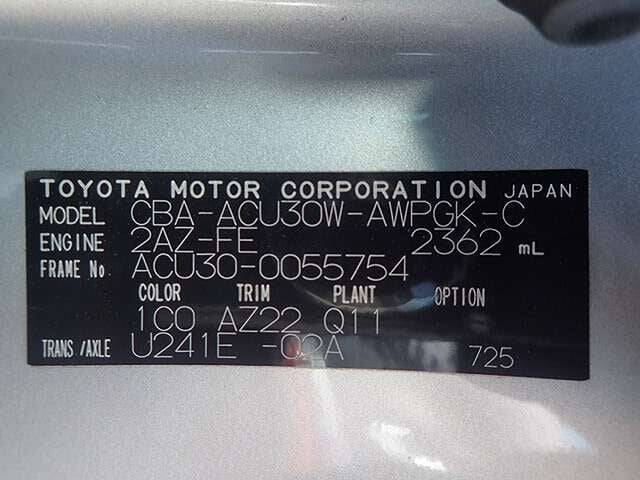 TOYOTA MOTOR CORPORATION JAPAN
MODEL CBA-ACU30W-AWPGK-C
ENGINE 2AZ-FE 2362 mL
FRAME No. ACU30-0055754
COLOR TRIM PLANT OPTION
1C0 AZ22 Q11
TRANS/AXLE U241E -02A 725